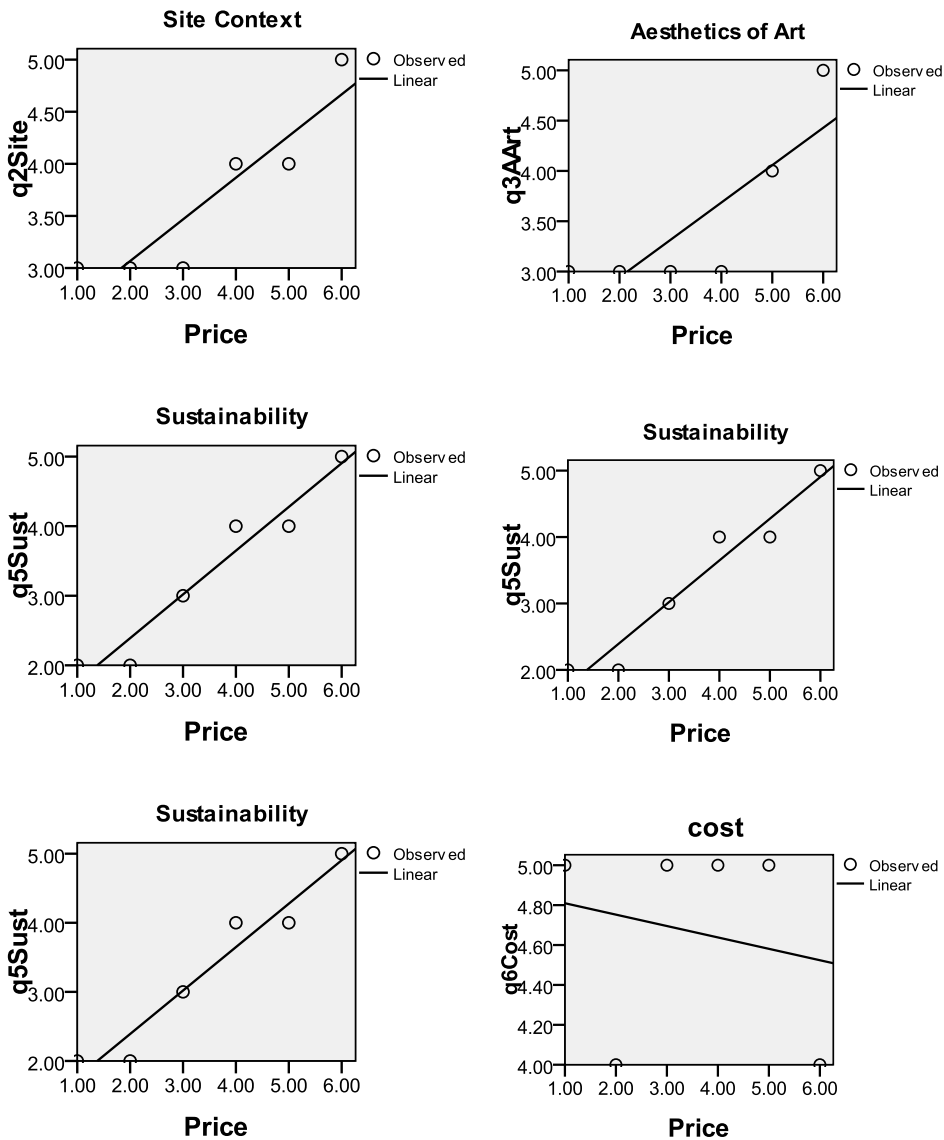 Site Context
5.00
4.50
4.00
3.50
3.00
q2Site
1.00 2.00 3.00 4.00 5.00 6.00
Price
Observed
Linear
Aesthetics of Art
5.00
4.50
4.00
3.50
3.00
q3AArt
1.00 2.00 3.00 4.00 5.00 6.00
Price
Observed
Linear
Sustainability
5.00
4.00
3.00
2.00
q5Sust
1.00 2.00 3.00 4.00 5.00 6.00
Price
Observed
Linear
Sustainability
5.00
4.00
3.00
2.00
q5Sust
1.00 2.00 3.00 4.00 5.00 6.00
Price
Observed
Linear
Sustainability
5.00
4.00
3.00
2.00
q5Sust
1.00 2.00 3.00 4.00 5.00 6.00
Price
Observed
Linear
cost
5.00
4.80
4.60
4.40
4.20
4.00
q6Cost
1.00 2.00 3.00 4.00 5.00 6.00
Price
Observed
Linear